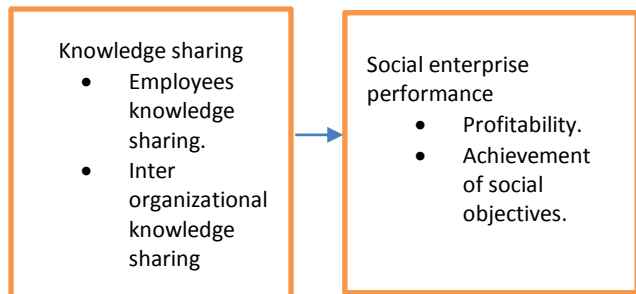 Knowledge sharing
• Employees
knowledge
sharing.
• Inter
organizational
knowledge
sharing
Social enterprise
performance
• Profitability.
• Achievement
of social
objectives.